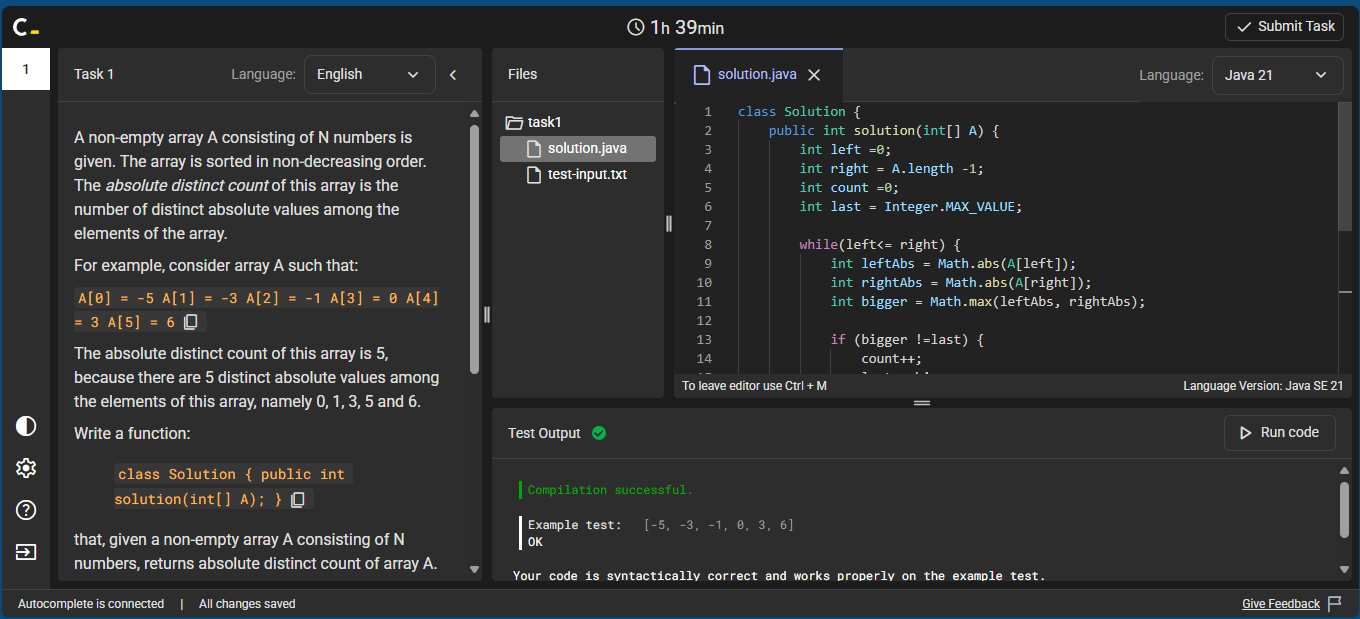 C_
1h 39min
Submit Task
1
Task 1
Language:
English
Files
solution.java
Language:
Java 21
A non-empty array A consisting of N numbers is
given. The array is sorted in non-decreasing order.
The absolute distinct count of this array is the
number of distinct absolute values among the
elements of the array.
For example, consider array A such that:
A[0] = -5 A[1] = -3 A[2] = -1 A[3] = 0 A[4]
= 3 A[5] = 6
The absolute distinct count of this array is 5,
because there are 5 distinct absolute values among
the elements of this array, namely 0, 1, 3, 5 and 6.
Write a function:
class Solution { public int
solution(int[] A); }
that, given a non-empty array A consisting of N
numbers, returns absolute distinct count of array A.
task1
solution.java
test-input.txt
1 class Solution {
2 public int solution(int[] A) {
3 int left =0;
4 int right = A.length -1;
5 int count =0;
6 int last = Integer.MAX_VALUE;
7
8 while(left<= right) {
9 int leftAbs = Math.abs(A[left]);
10 int rightAbs = Math.abs(A[right]);
11 int bigger = Math.max(leftAbs, rightAbs);
12
13 if (bigger !=last) {
14 count++;
To leave editor use Ctrl + M
Language Version: Java SE 21
Test Output
Run code
Compilation successful.
Example test: [-5, -3, -1, 0, 3, 6]
OK
Your code is syntactically correct and works properly on the example test.
Autocomplete is connected | All changes saved
Give Feedback